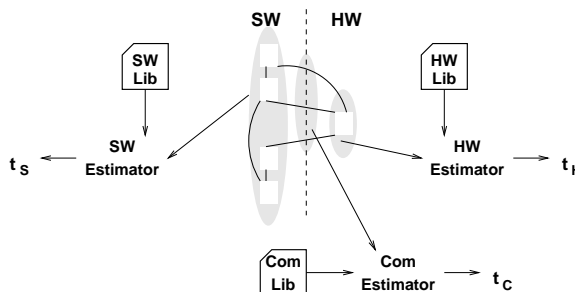 SW HW
SW
Lib
HW
Lib
SW
Estimator
t S
HW
Estimator
t H
Com
Lib
Com
Estimator
t C